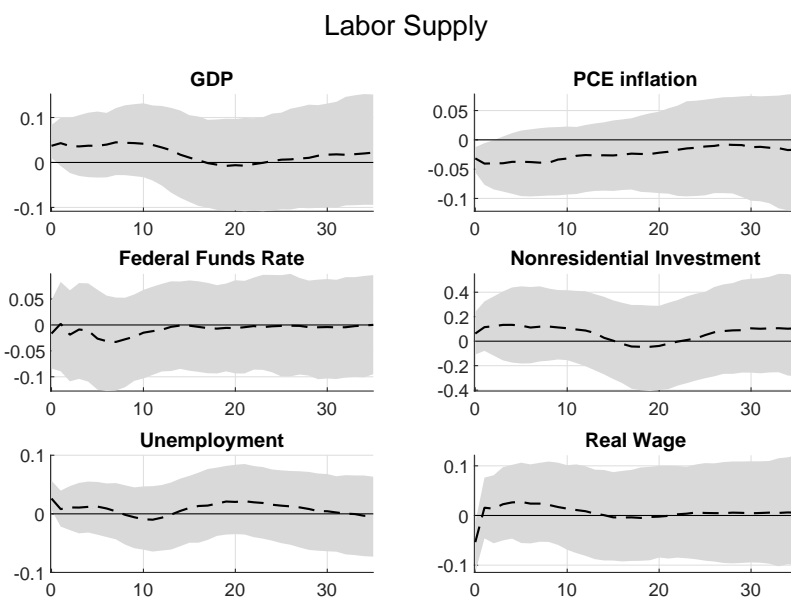 Labor Supply
GDP
0.1
0
-0.1
0 10 20 30
PCE inflation
0.05
0
-0.05
-0.1
0 10 20 30
Federal Funds Rate
0.05
0
-0.05
-0.1
0 10 20 30
Nonresidential Investment
0.4
0.2
0
-0.2
-0.4
0 10 20 30
Unemployment
0.1
0
-0.1
0 10 20 30
Real Wage
0.1
0
-0.1
0 10 20 30